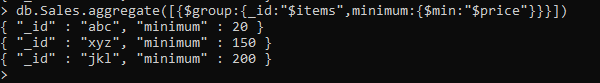 > db.Sales.aggregate([{$group:{_id:"$items",minimum:{$min:"$price"}}}])
{ "_id" : "abc", "minimum" : 20 }
{ "_id" : "xyz", "minimum" : 150 }
{ "_id" : "jkl", "minimum" : 200 }
>